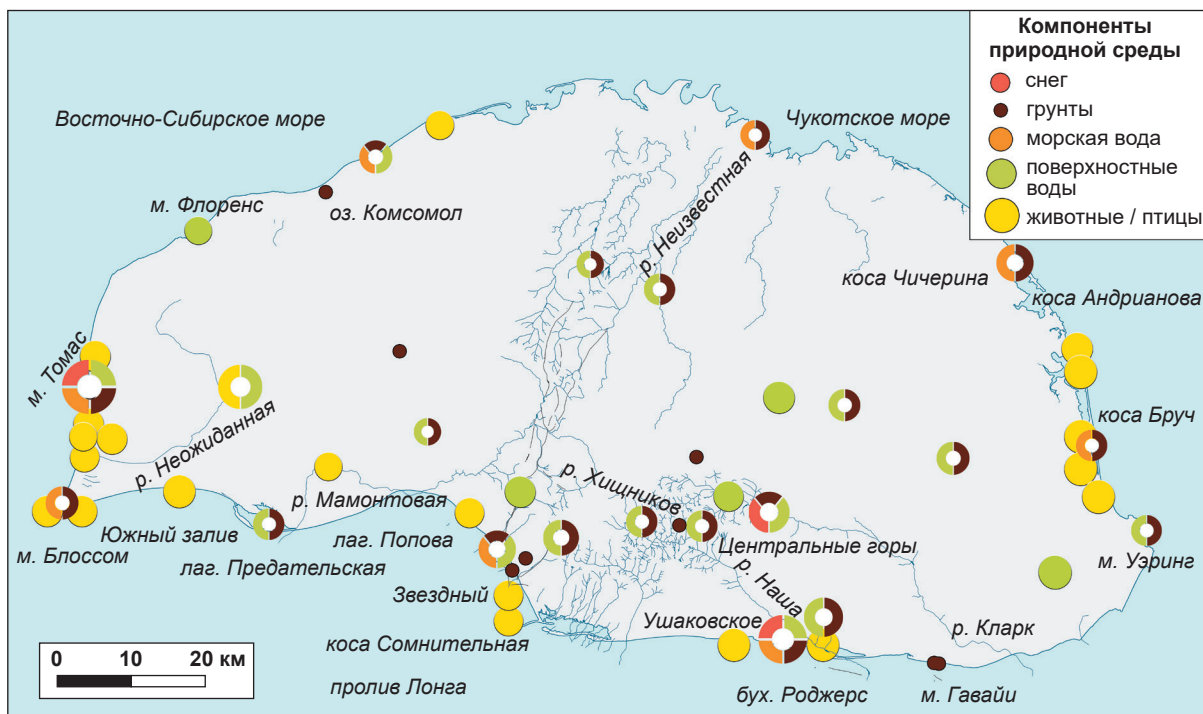 Компоненты
природной среды
снег
грунты
морская вода
поверхностные
воды
животные / птицы
Восточно-Сибирское море
Чукотское море
м. Флоренс
оз. Комсомол
р. Неизвестная
коса Чичерина
коса Андрианова
м. Томас
р. Неожиданная
коса Бруч
р. Мамонтовая
р. Хищников
Южный залив
лаг. Попова
Центральные горы
м. Блоссом
лаг. Предательская
м. Уэринг
р. Наша
Звездный
Ушаковское
р. Кларк
коса Сомнительная
пролив Лонга
бух. Роджерс
м. Гавайи
0 10 20 км